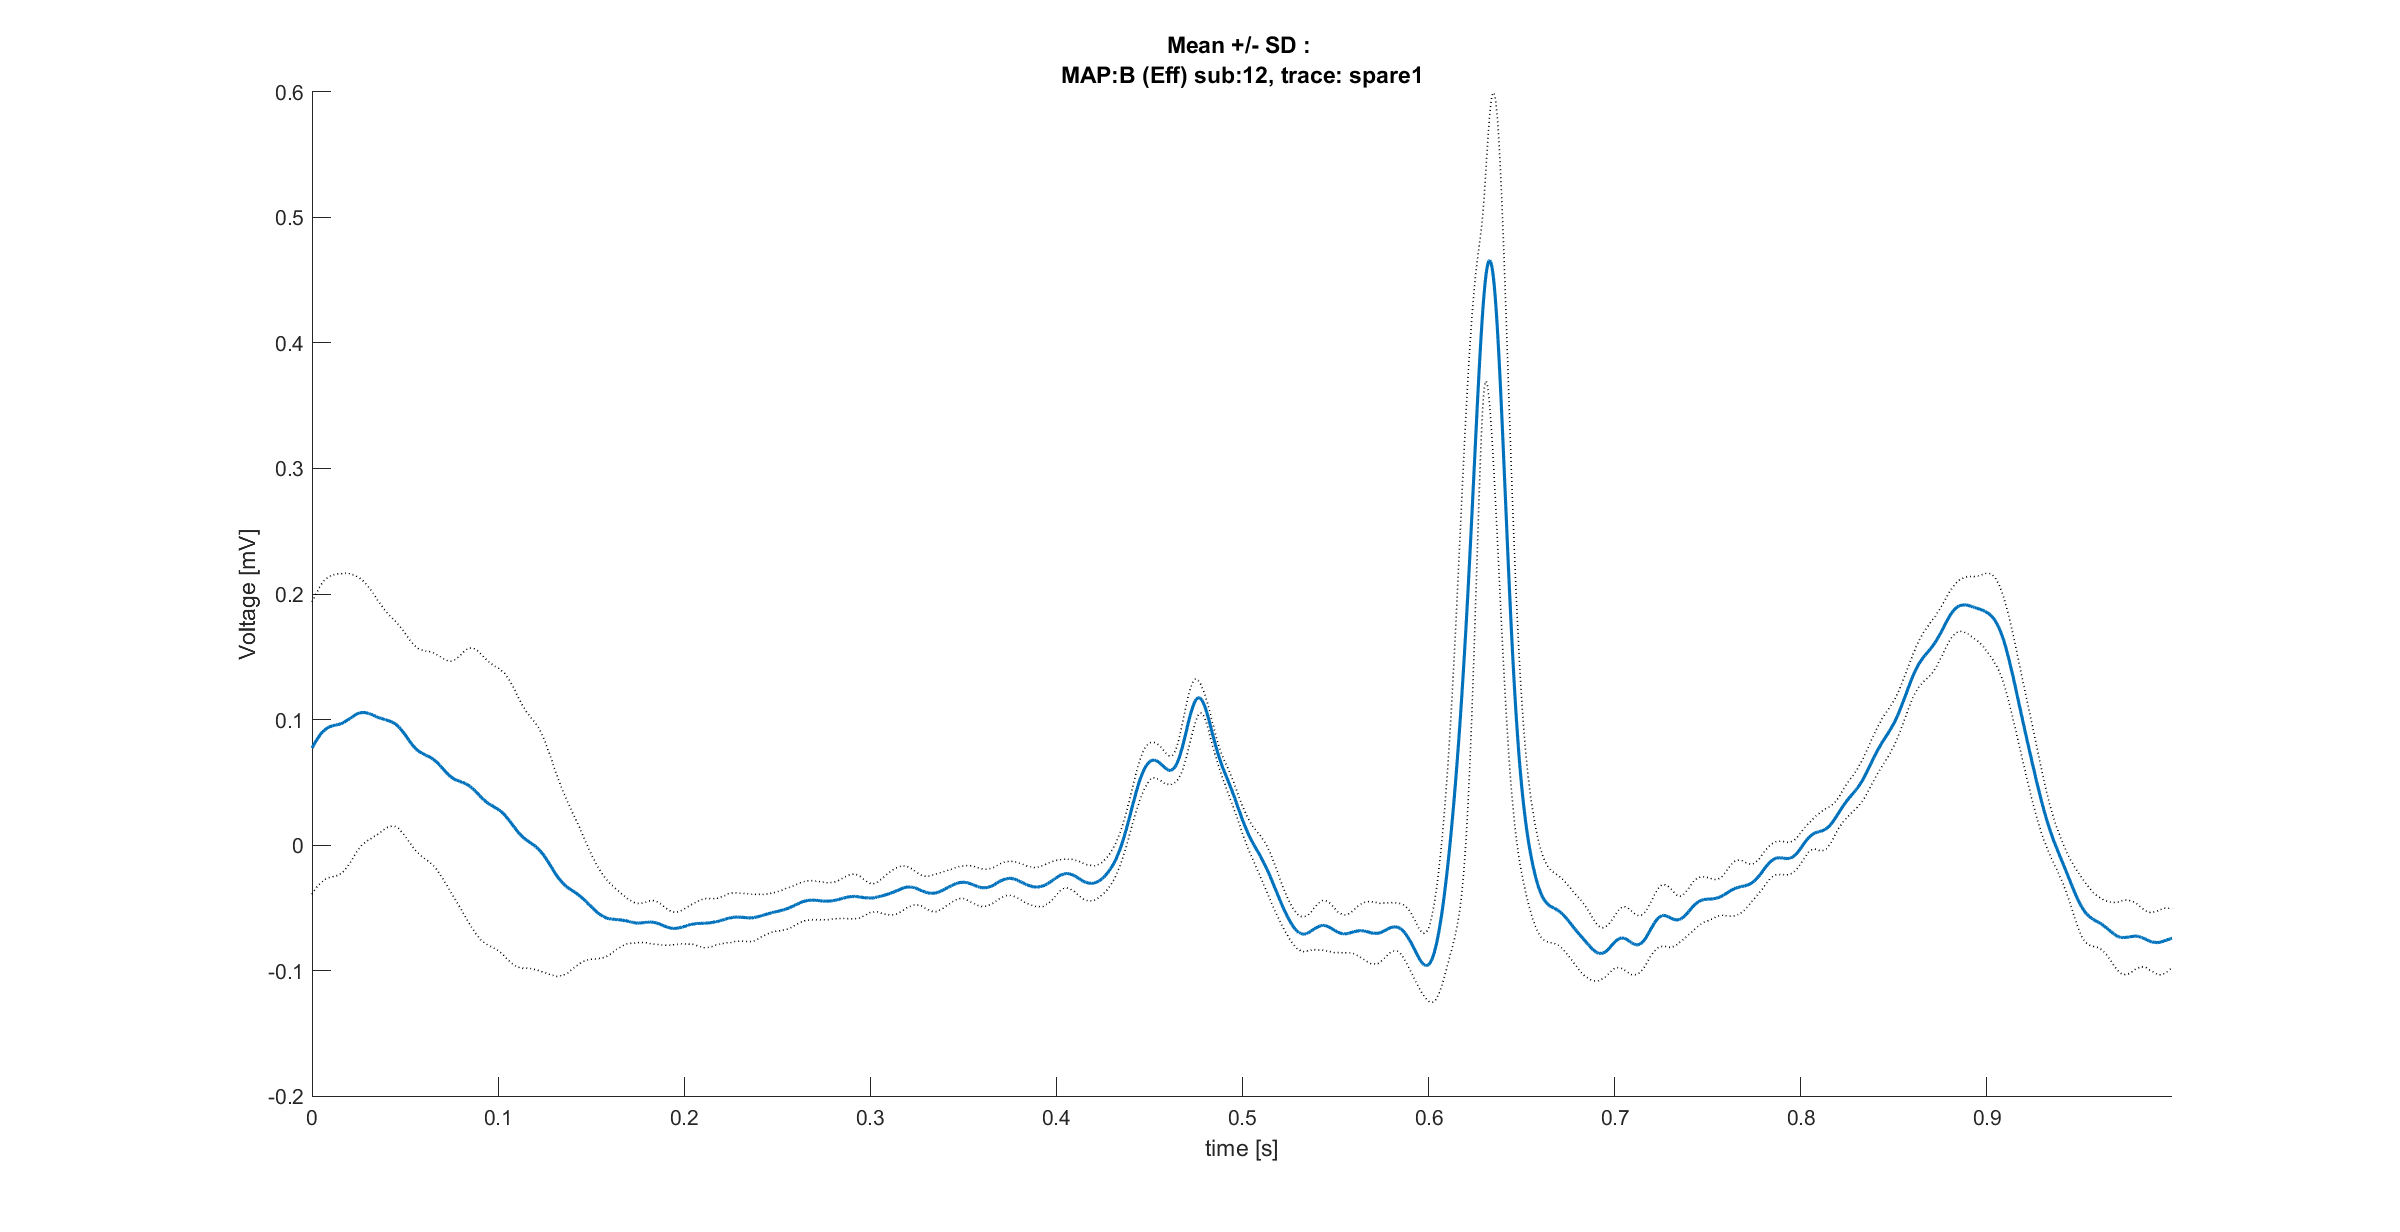 Mean +/- SD :
MAP:B (Eff) sub:12, trace: spare1
0.6
0.5
0.4
0.3
0.2
0.1
0
-0.1
-0.2
Voltage [mV]
0 0.1 0.2 0.3 0.4 0.5 0.6 0.7 0.8 0.9
time [s]